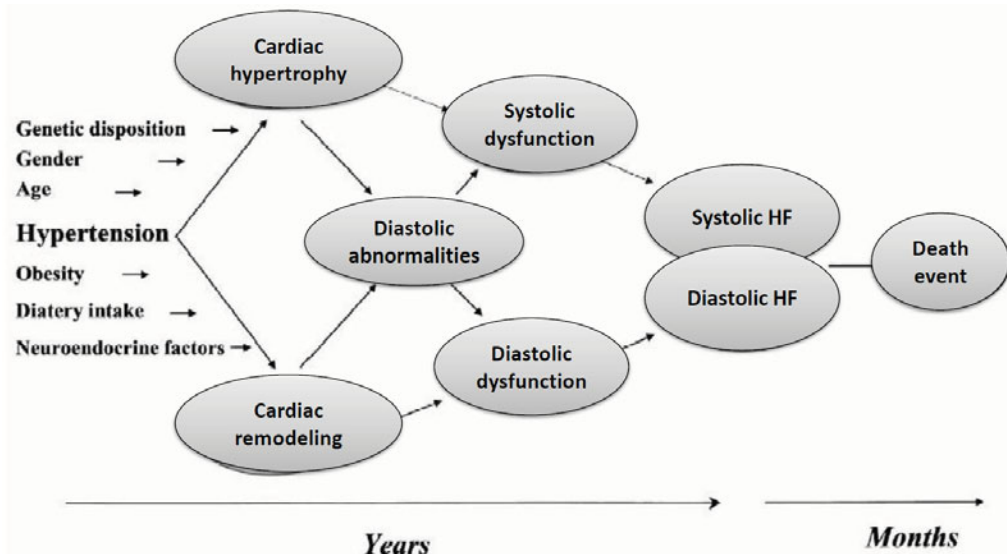 Cardiac
hypertrophy
Systolic
dysfunction
Genetic disposition
Gender
Age
Hypertension
Obesity
Diatery intake
Neuroendocrine factors
Diastolic
abnormalities
Systolic HF
Diastolic HF
Death
event
Diastolic
dysfunction
Cardiac
remodeling
Years
Months